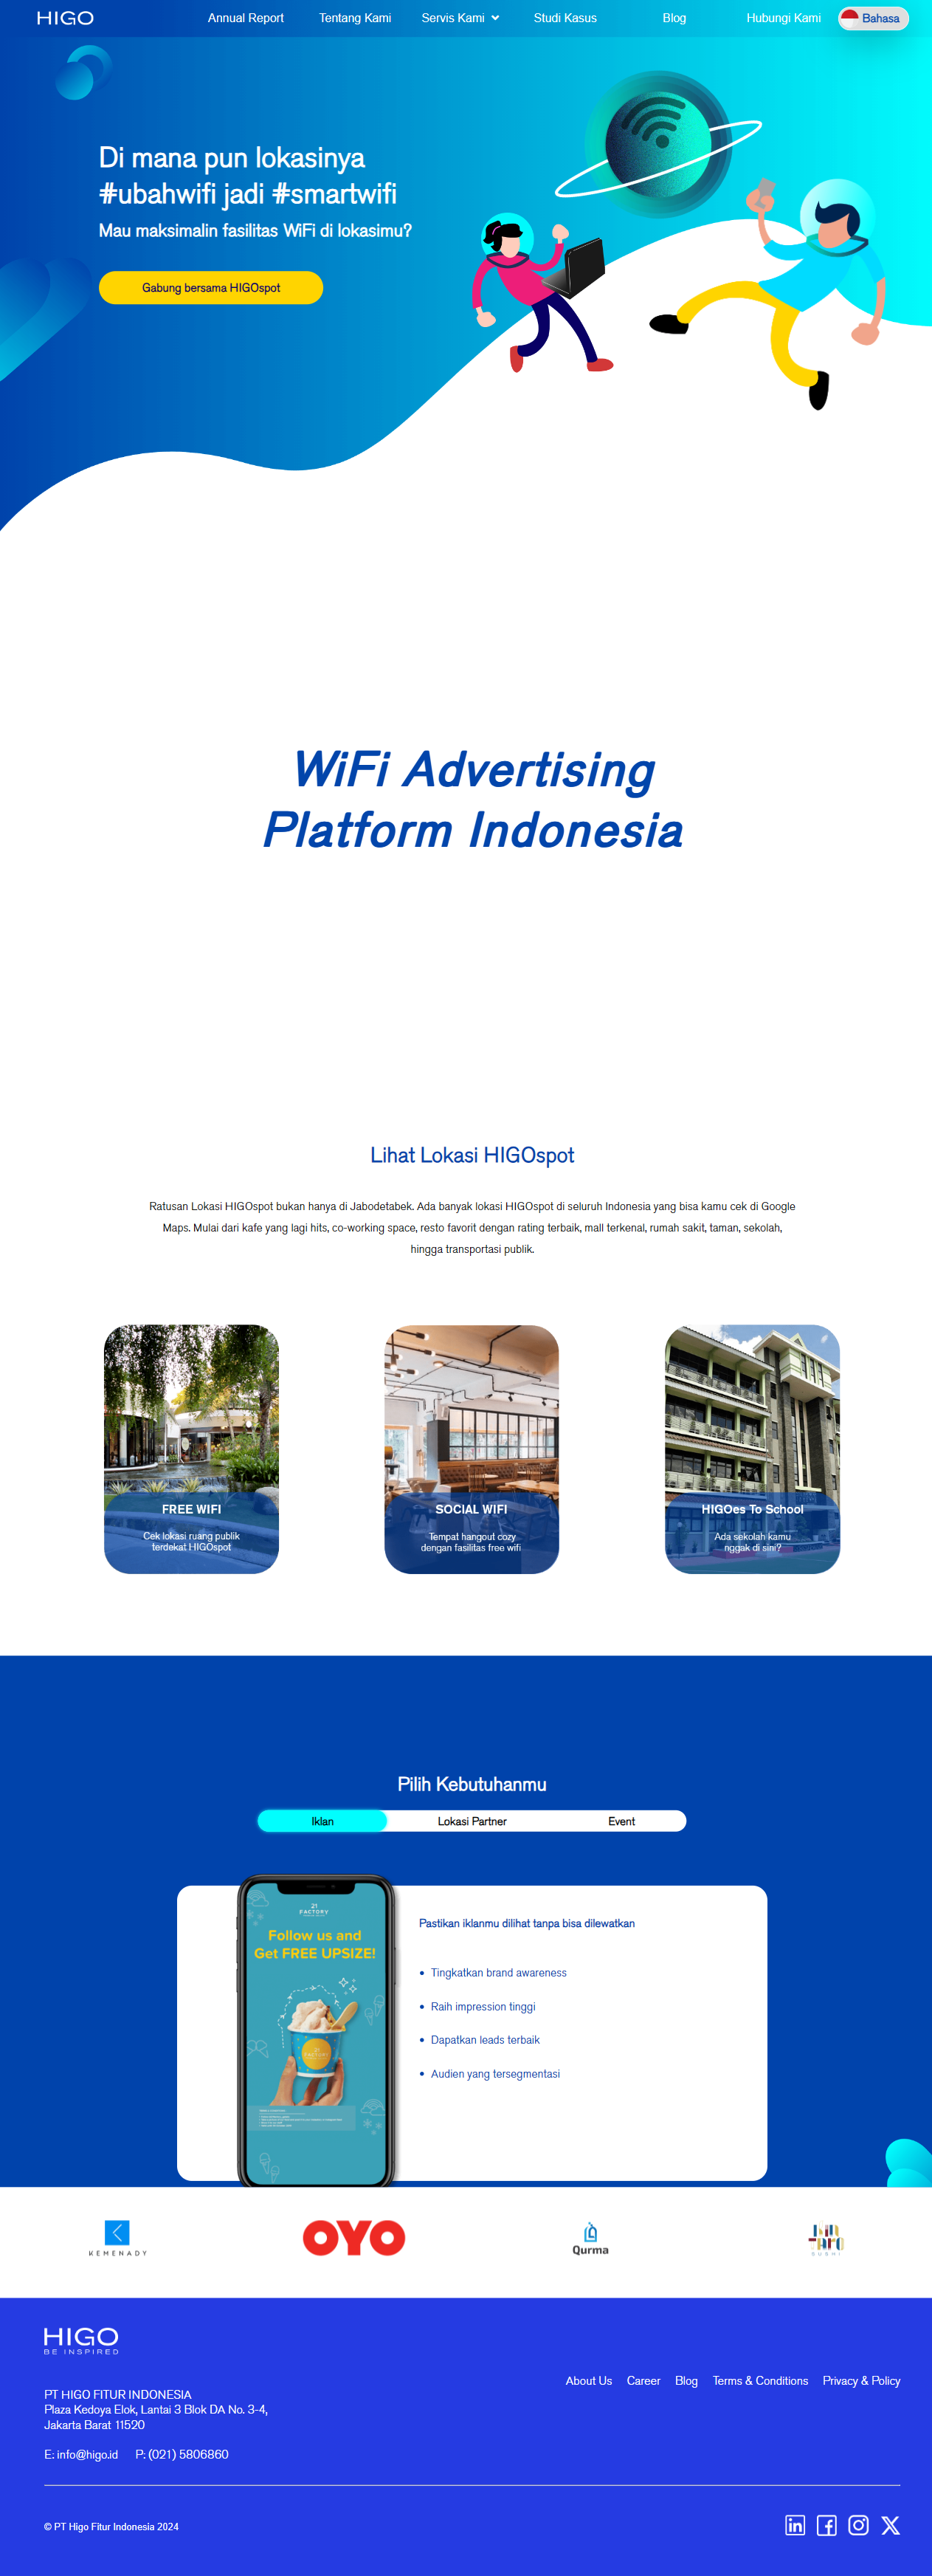 HIGO
Annual Report
Tentang Kami
Servis Kami
Studi Kasus
Blog
Hubungi Kami
Bahasa
Di mana pun lokasinya
#ubahwifi jadi #smartwifi
Mau maksimalin fasilitas WiFi di lokasimu?
Gabung bersama HIGOspot
WiFi Advertising
Platform Indonesia
Lihat Lokasi HIGOspot
Ratusan Lokasi HIGOspot bukan hanya di Jabodetabek. Ada banyak lokasi HIGOspot di seluruh Indonesia yang bisa kamu cek di Google
Maps. Mulai dari kafe yang lagi hits, co-working space, resto favorit dengan rating terbaik, mall terkenal, rumah sakit, taman, sekolah,
hingga transportasi publik.
FREE WIFI
Cek lokasi ruang publik
terdekat HIGOspot
SOCIAL WIFI
Tempat hangout cozy
dengan fasilitas free wifi
HIGOes To School
Ada sekolah kamu
nggak di sini?
Pilih Kebutuhanmu
Iklan
Lokasi Partner
Event
21
FACTORY
Follow us and
Get FREE UPSIZE!
21
FACTORY
Pastikan iklanmu dilihat tanpa bisa dilewatkan
• Tingkatkan brand awareness
• Raih impression tinggi
• Dapatkan leads terbaik
• Audien yang tersegmentasi
KEMENADY
OYO
Qurma
SUSHI
HIGO
BE INSPIRED
PT HIGO FITUR INDONESIA
Plaza Kedoya Elok, Lantai 3 Blok DA No. 3-4,
Jakarta Barat 11520
E: info@higo.id
P: (021) 5806860
About Us
Career
Blog
Terms & Conditions
Privacy & Policy
© PT Higo Fitur Indonesia 2024